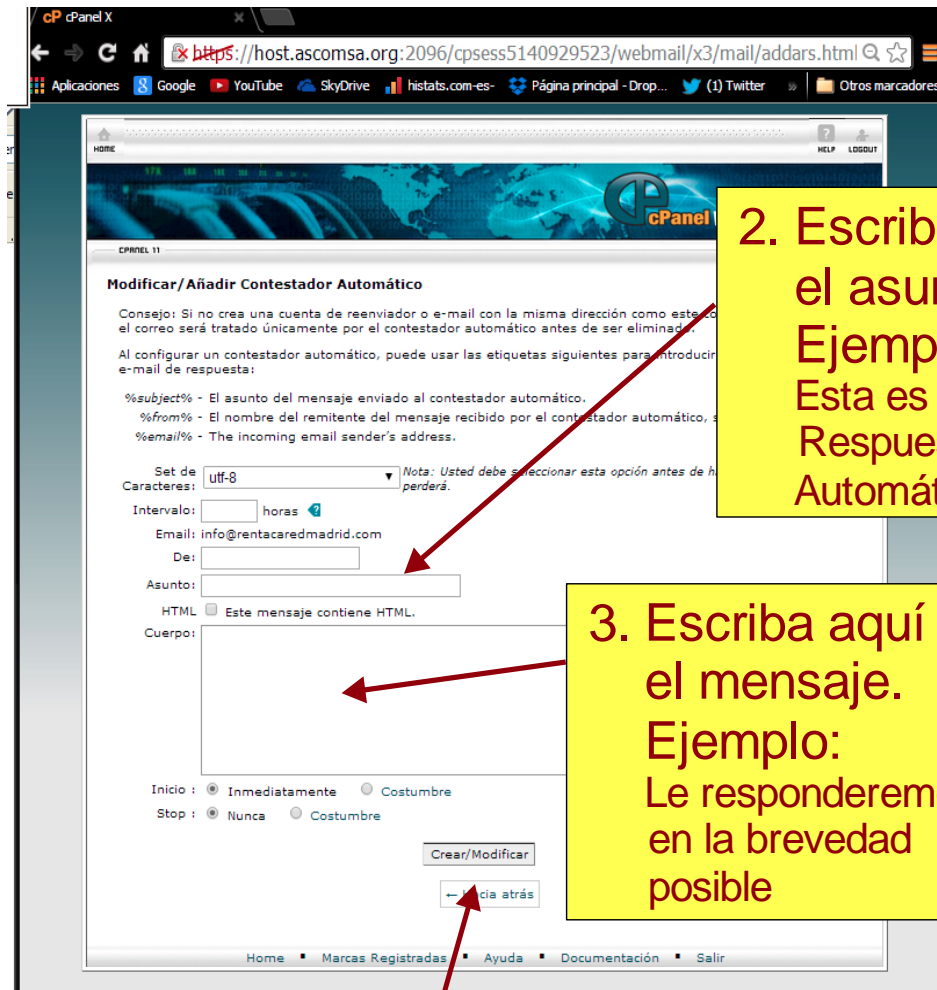 cPanel X
https://host.ascomsa.org:2096/cpsess5140929523/webmail/x3/mail/addars.html
Aplicaciones Google YouTube SkyDrive histats.com-es- Página principal - Drop... (1) Twitter » Otros marcadores
HOME HELP LOGOUT
cPanel
CPANEL 11
Modificar/Añadir Contestador Automático
Consejo: Si no crea una cuenta de reenviador o e-mail con la misma dirección como este
el correo será tratado únicamente por el contestador automático antes de ser eliminado.
Al configurar un contestador automático, puede usar las etiquetas siguientes para introducir
e-mail de respuesta:
%subject% - El asunto del mensaje enviado al contestador automático.
%from% - El nombre del remitente del mensaje recibido por el contestador automático, s
%email% - The incoming email sender's address.
Set de Caracteres: utf-8 Nota: Usted debe seleccionar esta opción antes de h
perderá.
Intervalo: horas
Email: info@rentacaredmadrid.com
De:
Asunto:
HTML Este mensaje contiene HTML.
Cuerpo:
Inicio : Inmediatamente Costumbre
Stop : Nunca Costumbre
Crear/Modificar
← Hacia atrás
Home ▪ Marcas Registradas ▪ Ayuda ▪ Documentación ▪ Salir
2. Escrib
el asun
Ejemp
Esta es
Respues
Automát
3. Escriba aquí
el mensaje.
Ejemplo:
Le responderem
en la brevedad
posible